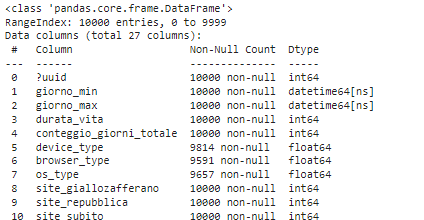 <class 'pandas.core.frame.DataFrame'>
RangeIndex: 10000 entries, 0 to 9999
Data columns (total 27 columns):
 #   Column                   Non-Null Count  Dtype
---  ------                   --------------  -----
 0   ?uuid                    10000 non-null  int64
 1   giorno_min               10000 non-null  datetime64[ns]
 2   giorno_max               10000 non-null  datetime64[ns]
 3   durata_vita              10000 non-null  int64
 4   conteggio_giorni_totale  10000 non-null  int64
 5   device_type              9814 non-null   float64
 6   browser_type             9591 non-null   float64
 7   os_type                  9657 non-null   float64
 8   site_giallozafferano     10000 non-null  int64
 9   site_repubblica          10000 non-null  int64
 10  site_subito              10000 non-null  int64